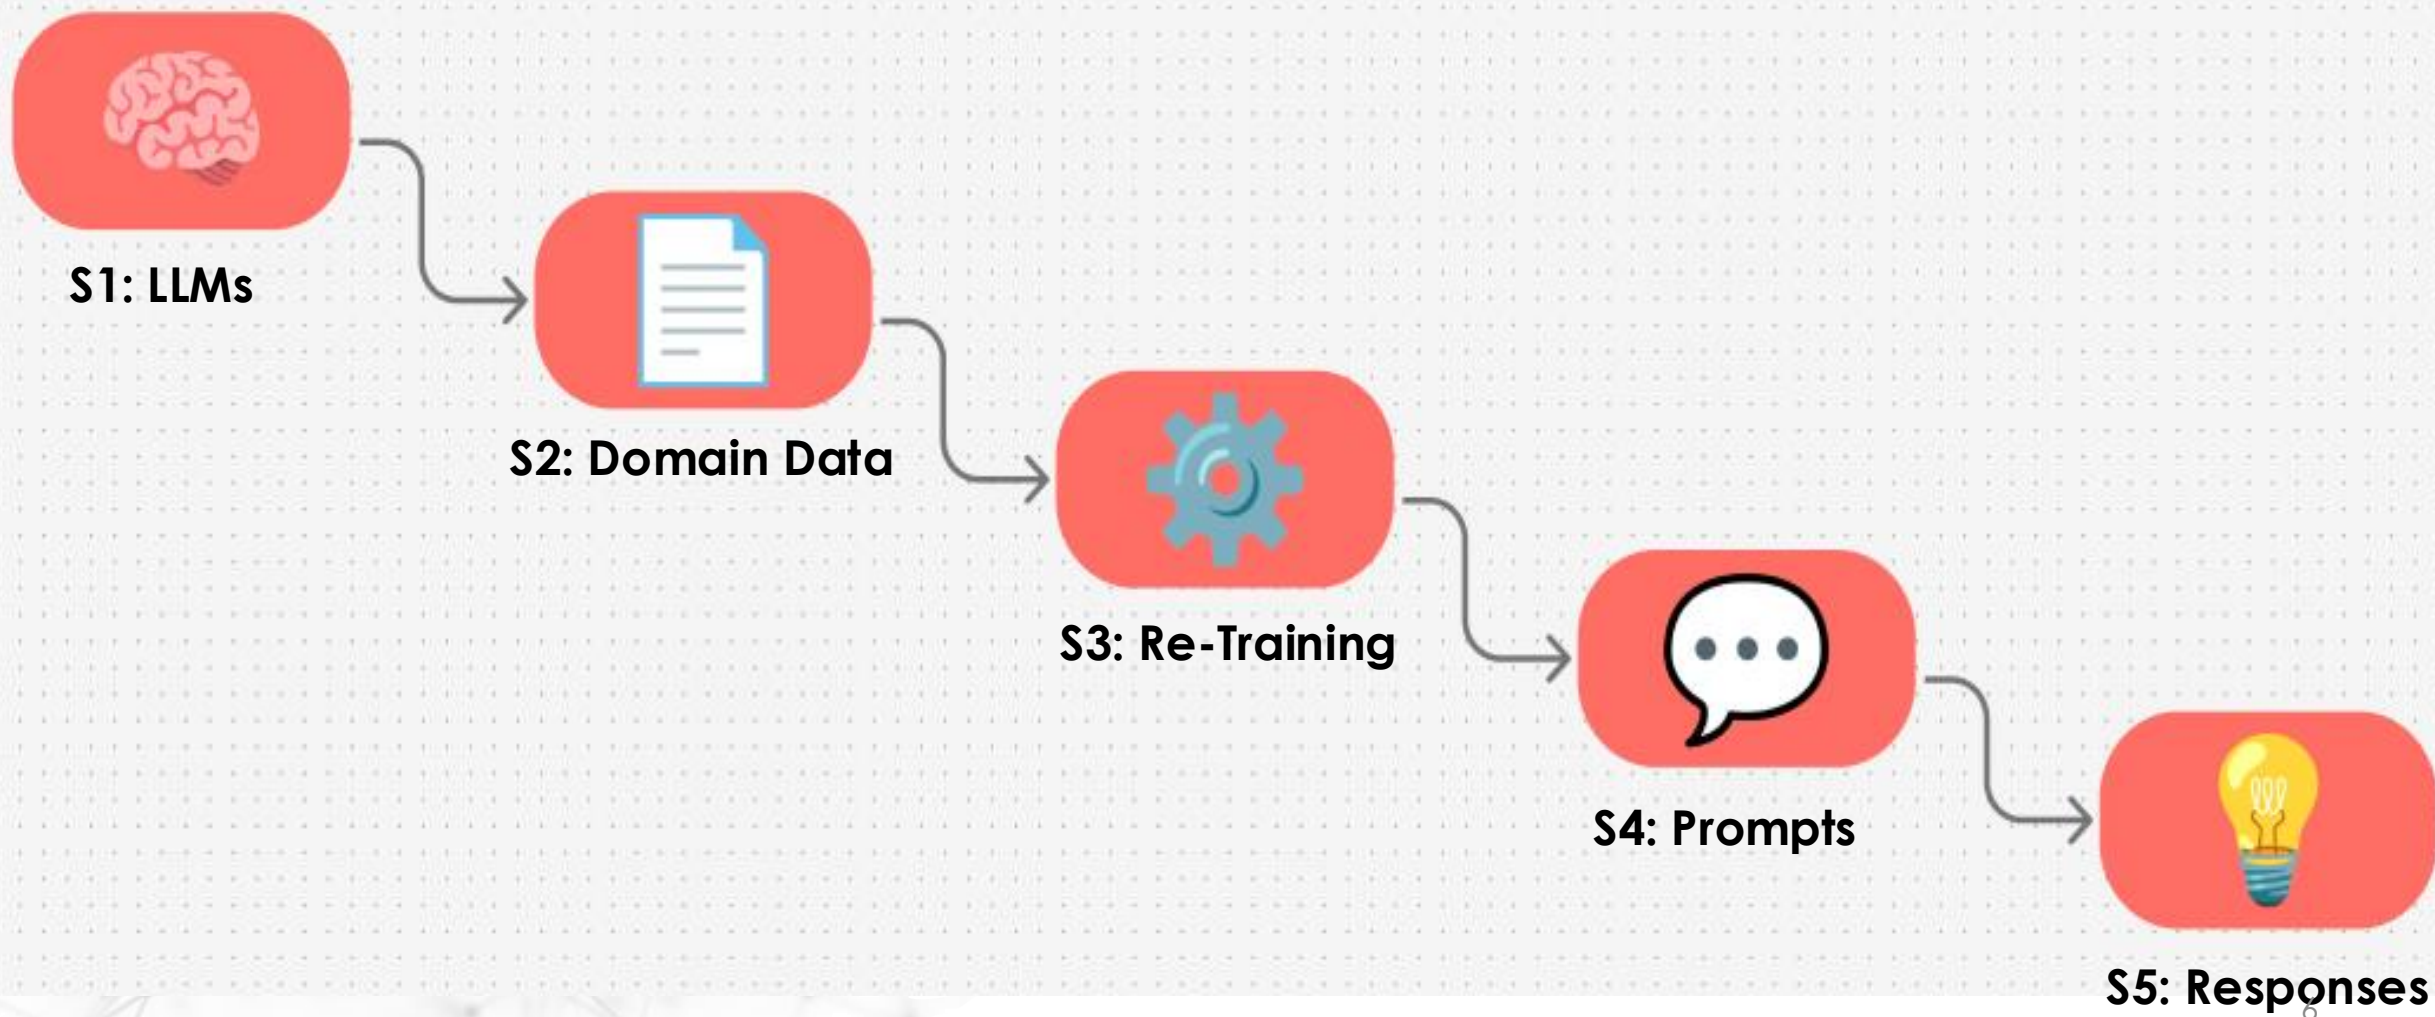 S1: LLMs
S2: Domain Data
S3: Re-Training
S4: Prompts
S5: Responses